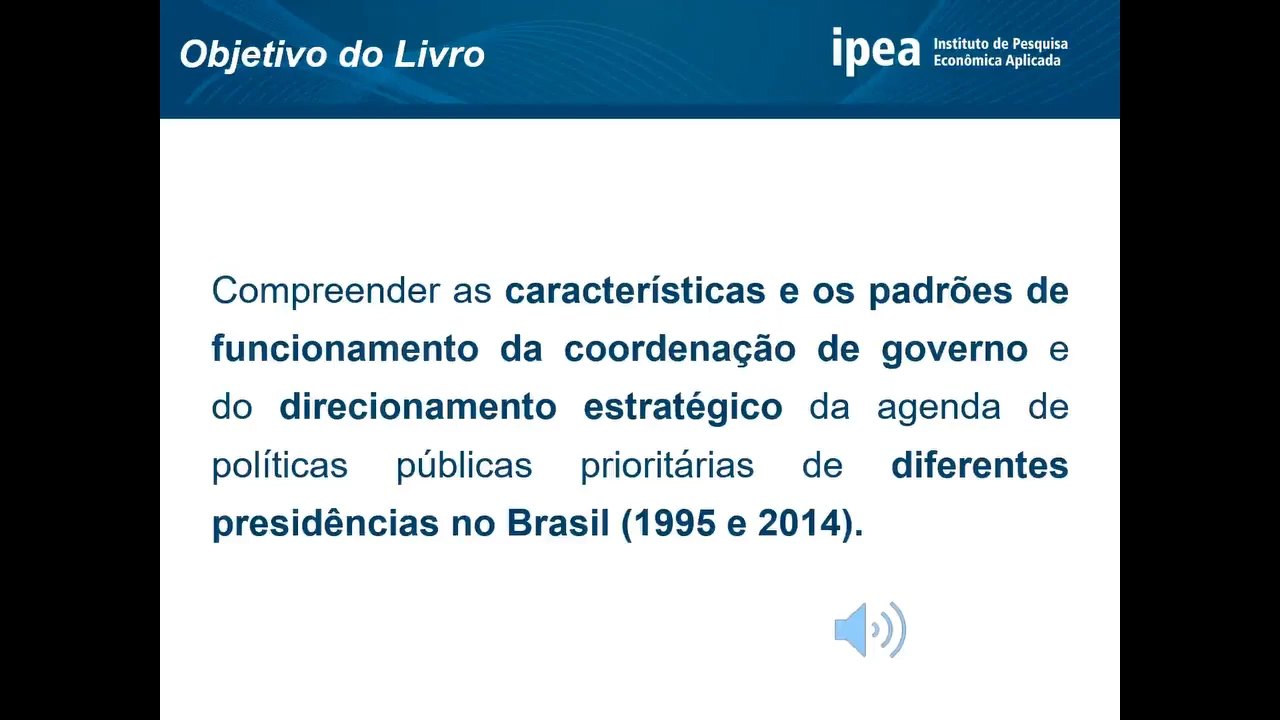 Objetivo do Livro
ipea
Instituto de Pesquisa
Econômica Aplicada
Compreender as características e os padrões de
funcionamento da coordenação de governo e
do direcionamento estratégico da agenda de
políticas públicas prioritárias de diferentes
presidências no Brasil (1995 e 2014).